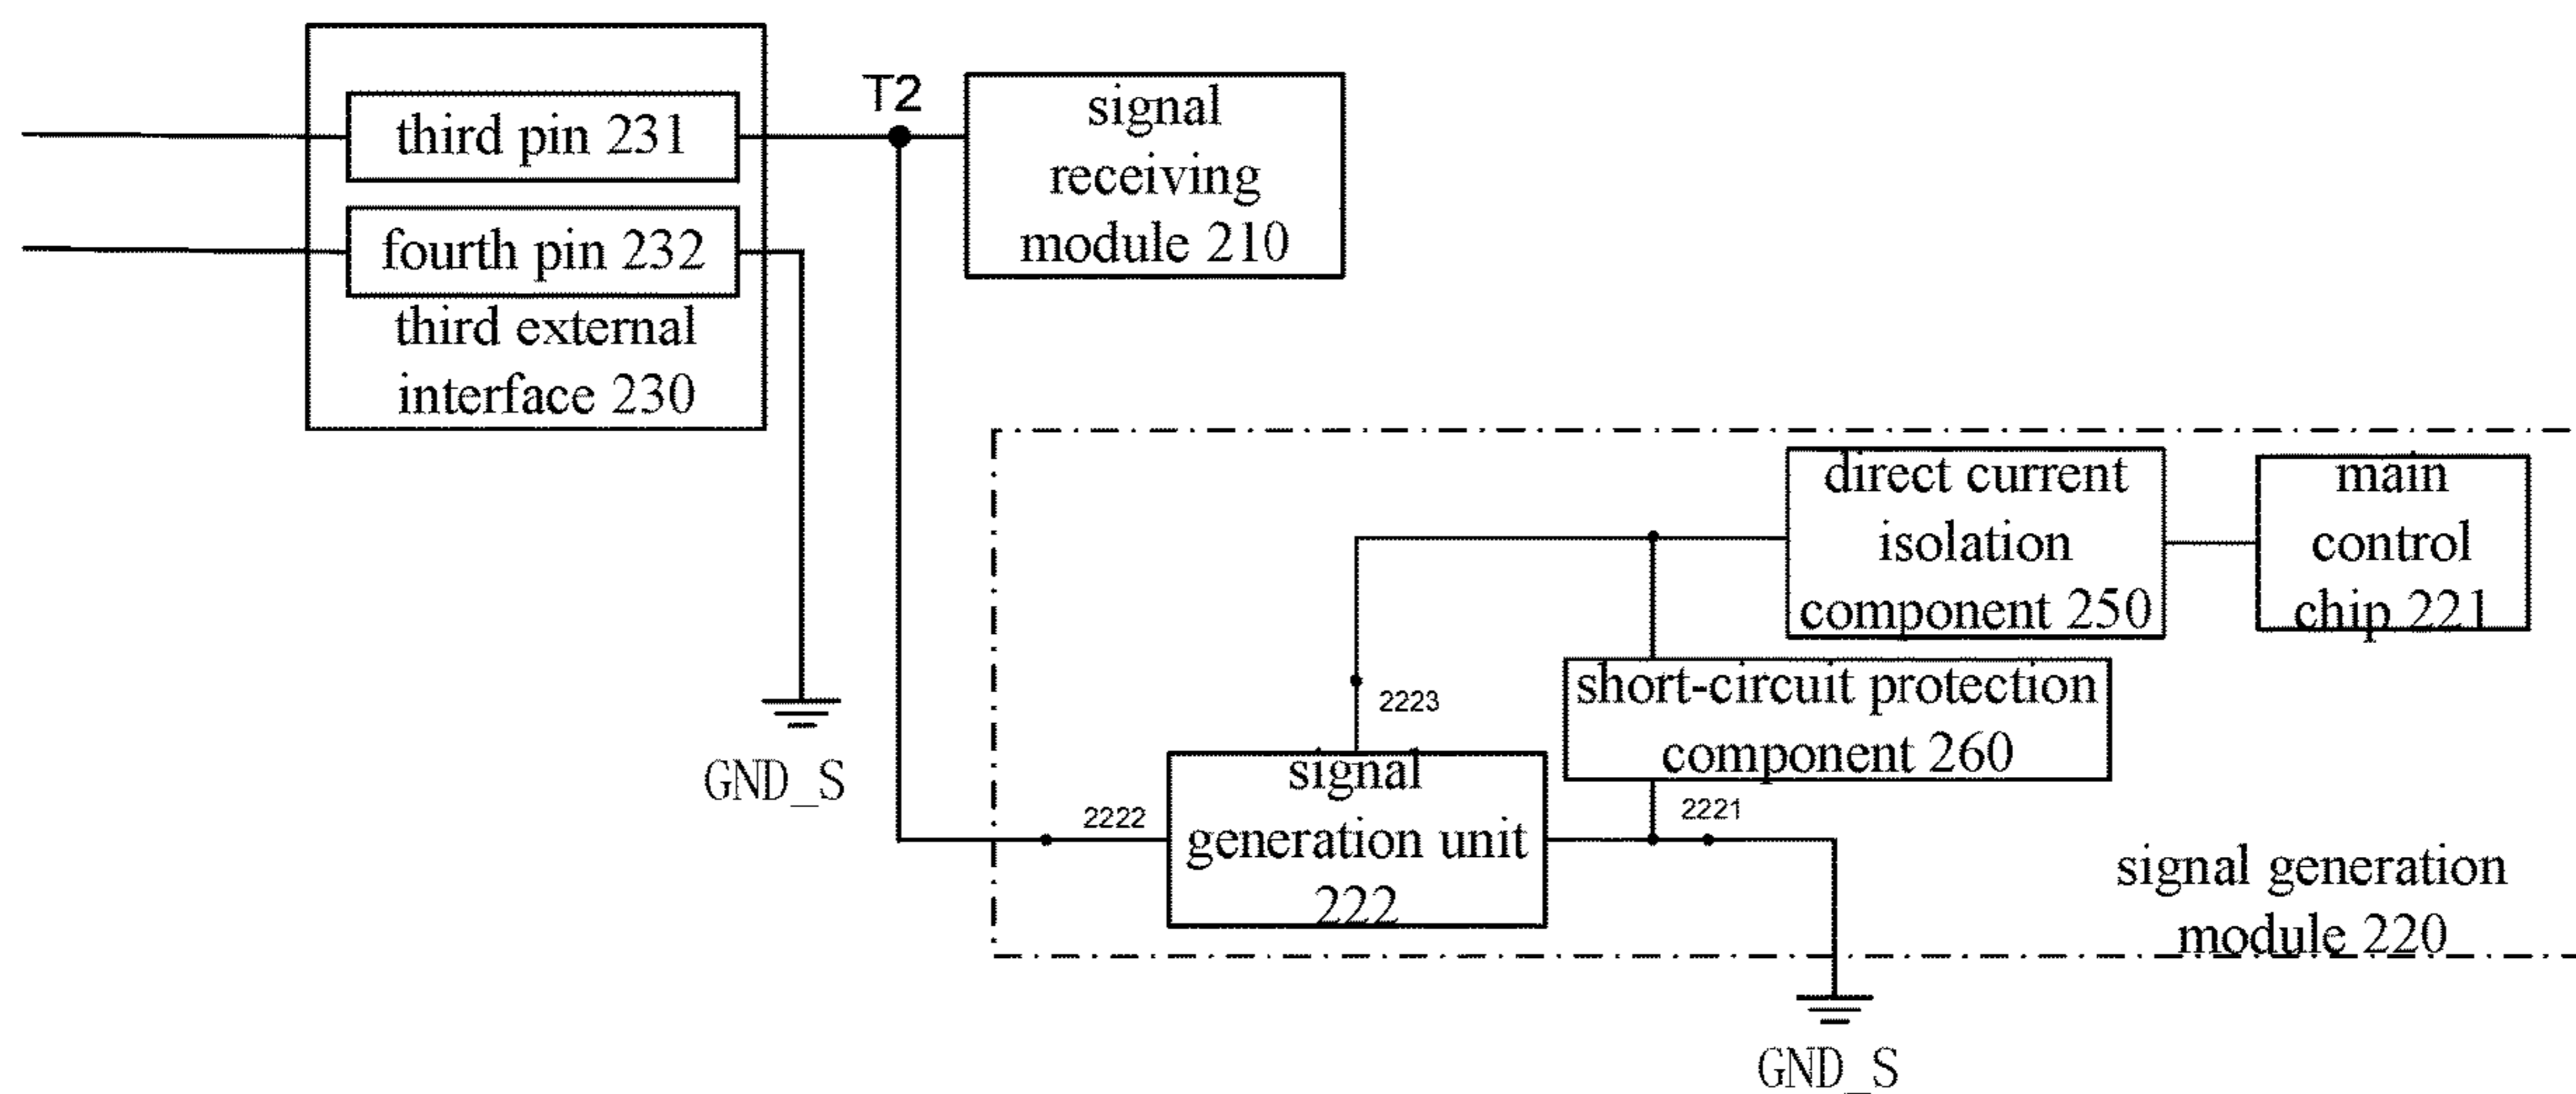 third pin 231
fourth pin 232
third external
interface 230
T2
signal
receiving
module 210
GND_S
direct current
isolation
component 250
main
control
chip 221
short-circuit protection
component 260
2223
2222
signal
generation unit
222
2221
signal generation
module 220
GND_S